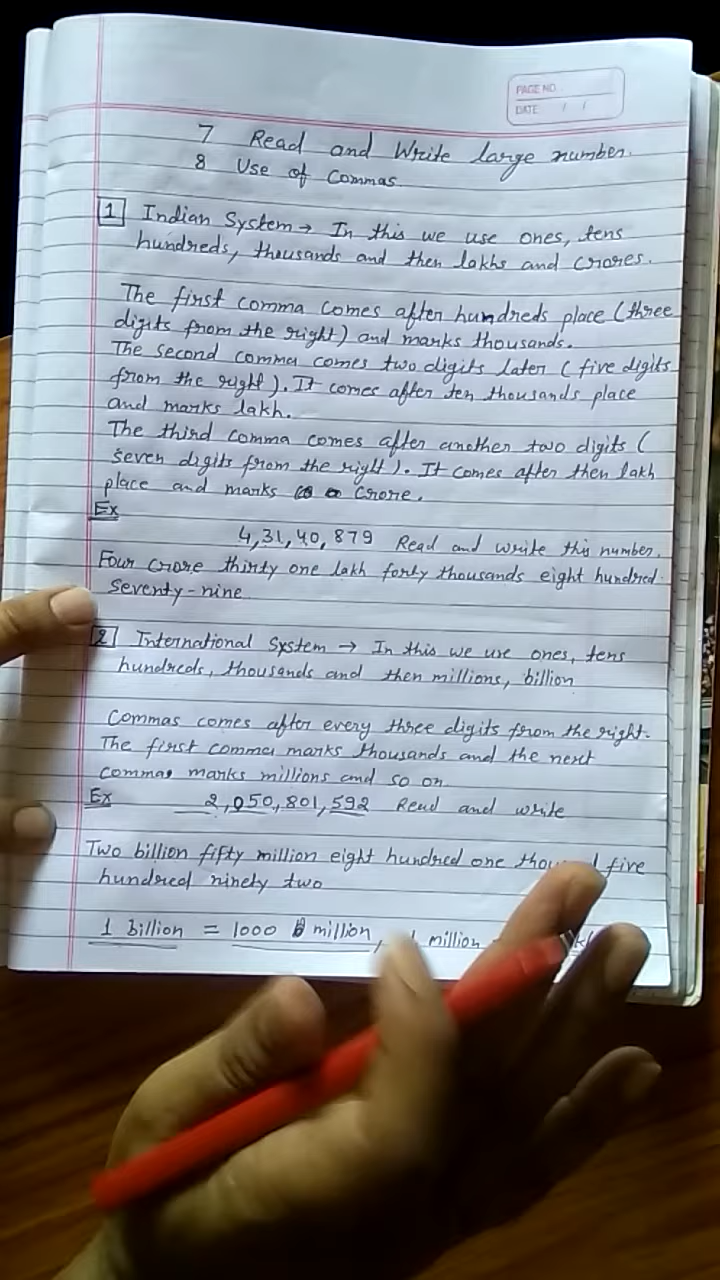 PAGE NO.
DATE / /
7 Read and Write large number.
8 Use of Commas
1 Indian System → In this we use ones, tens
hundreds, thousands and then lakhs and crores.
The first comma comes after hundreds place (three
digits from the right) and marks thousands.
The second comma comes two digits later (five digits
from the right). It comes after ten thousands place
and marks lakh.
The third comma comes after another two digits (
seven digits from the right). It comes after then lakh
place and marks crore.
Ex
4,31,40,879 Read and write this number.
Four crore thirty one lakh forty thousands eight hundred
Seventy-nine
2 International System → In this we use ones, tens
hundreds, thousands and then millions, billion
Commas comes after every three digits from the right.
The first comma marks thousands and the next
commas marks millions and so on
Ex 2,050,801,592 Read and write
Two billion fifty million eight hundred one five
hundred ninety two
1 billion = 1000 million, 1 million